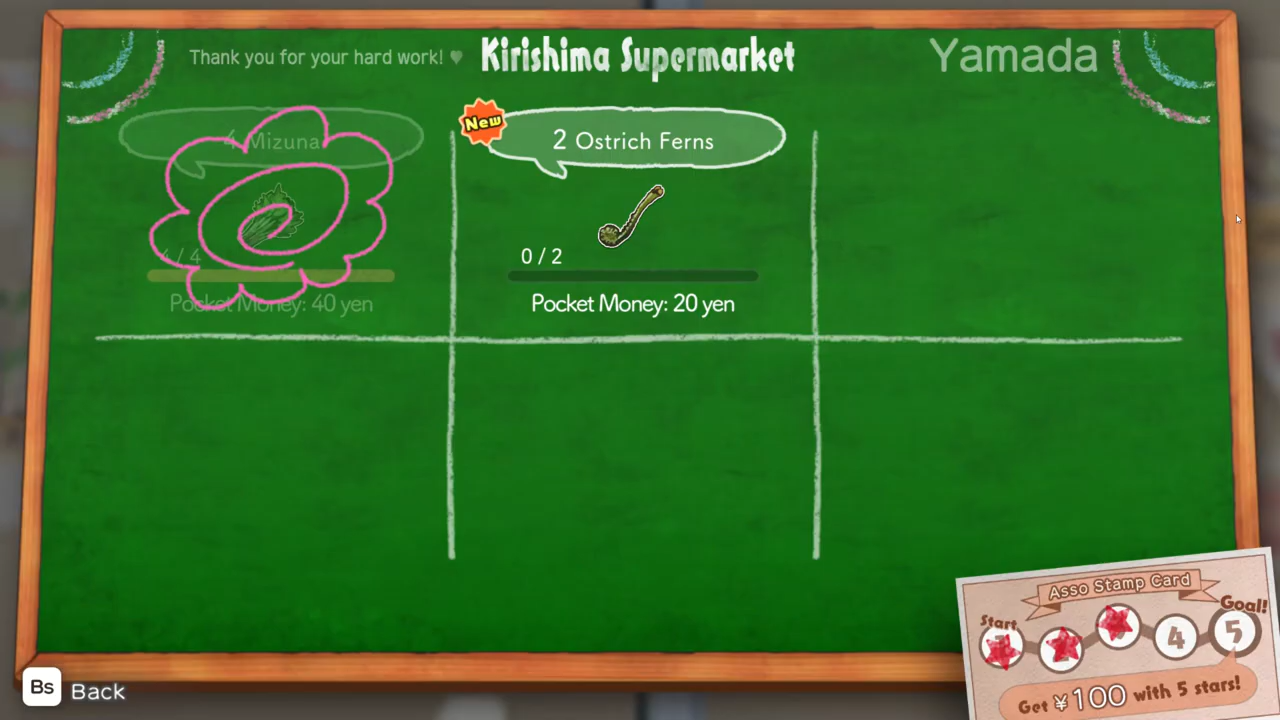 Thank you for your hard work! ♥ Kirishima Supermarket Yamada
4 Mizuna
4 / 4
Pocket Money: 40 yen
New
2 Ostrich Ferns
0 / 2
Pocket Money: 20 yen
Asso Stamp Card
Start
Goal!
4
5
Get ¥100 with 5 stars!
Bs Back